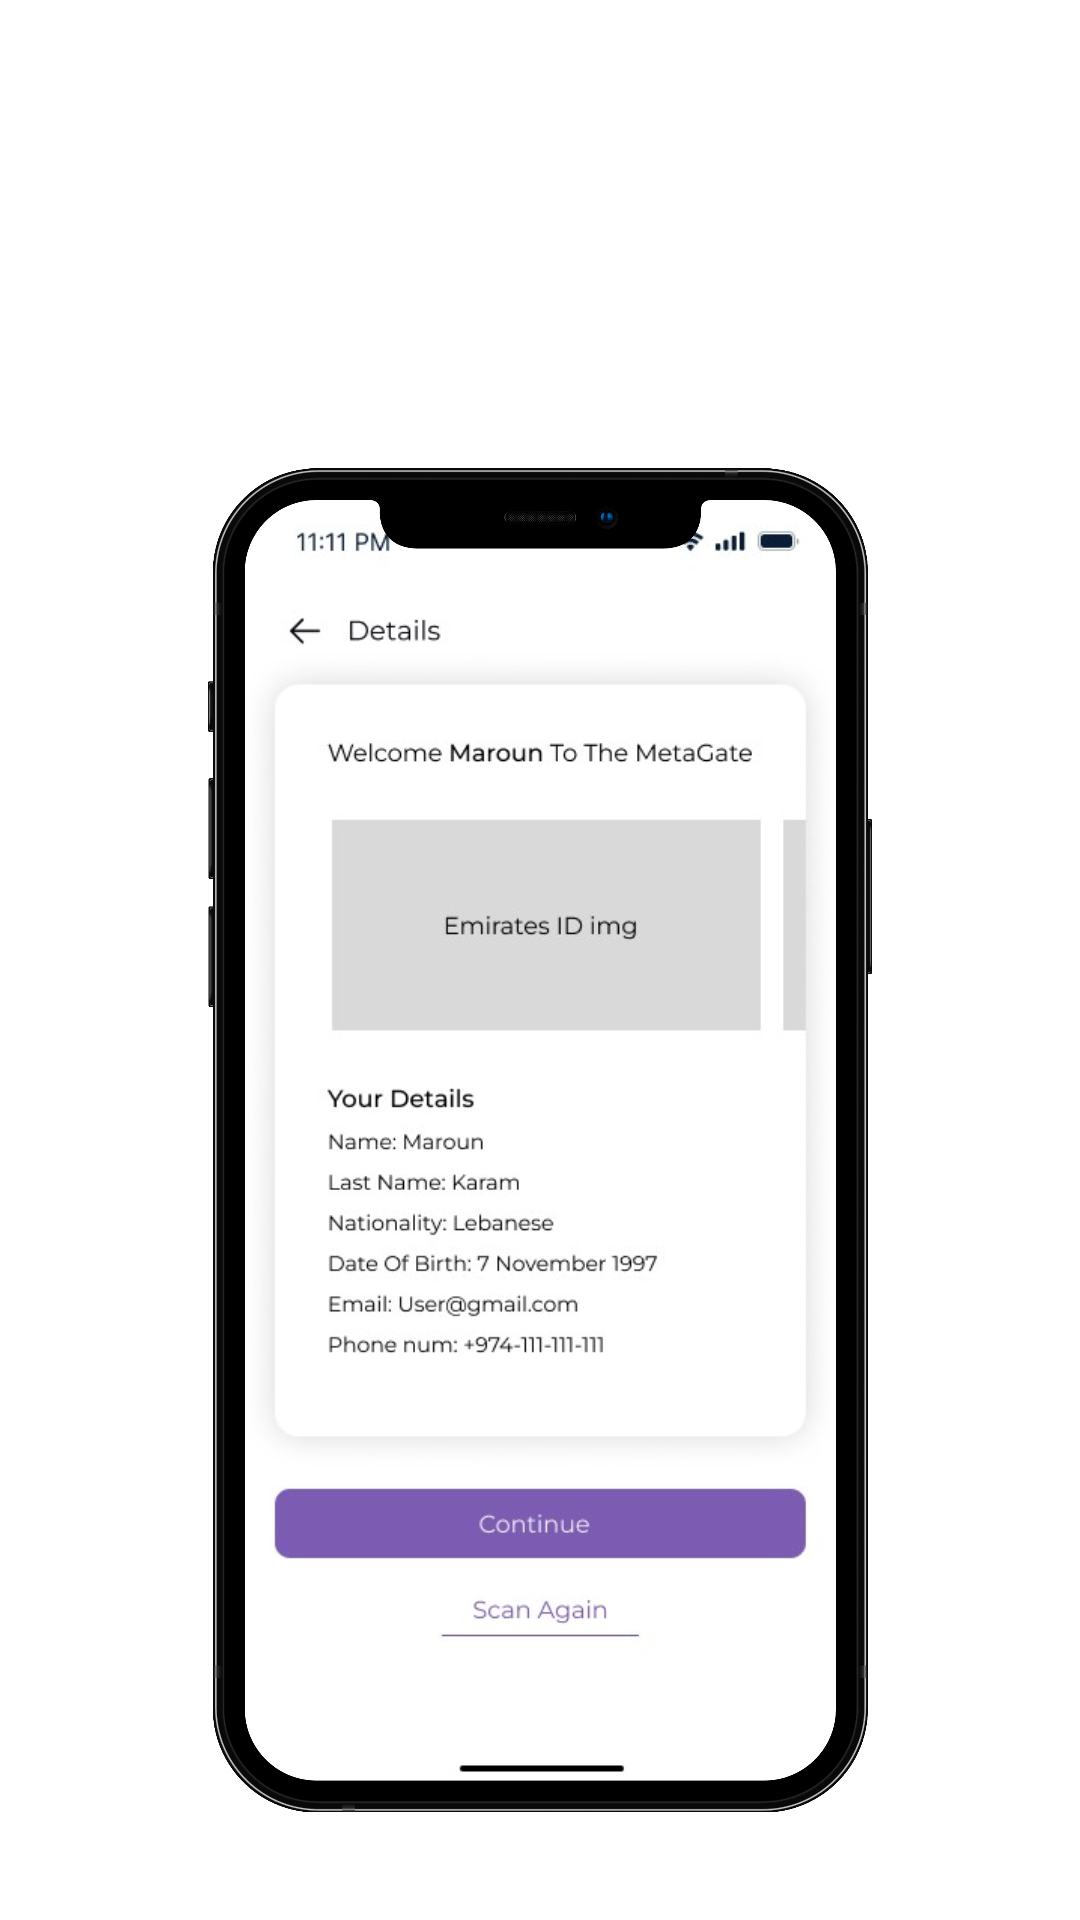 11:11 PM
Details
Welcome Maroun To The MetaGate
Emirates ID img
Your Details
Name: Maroun
Last Name: Karam
Nationality: Lebanese
Date Of Birth: 7 November 1997
Email: User@gmail.com
Phone num: +974-111-111-111
Continue
Scan Again